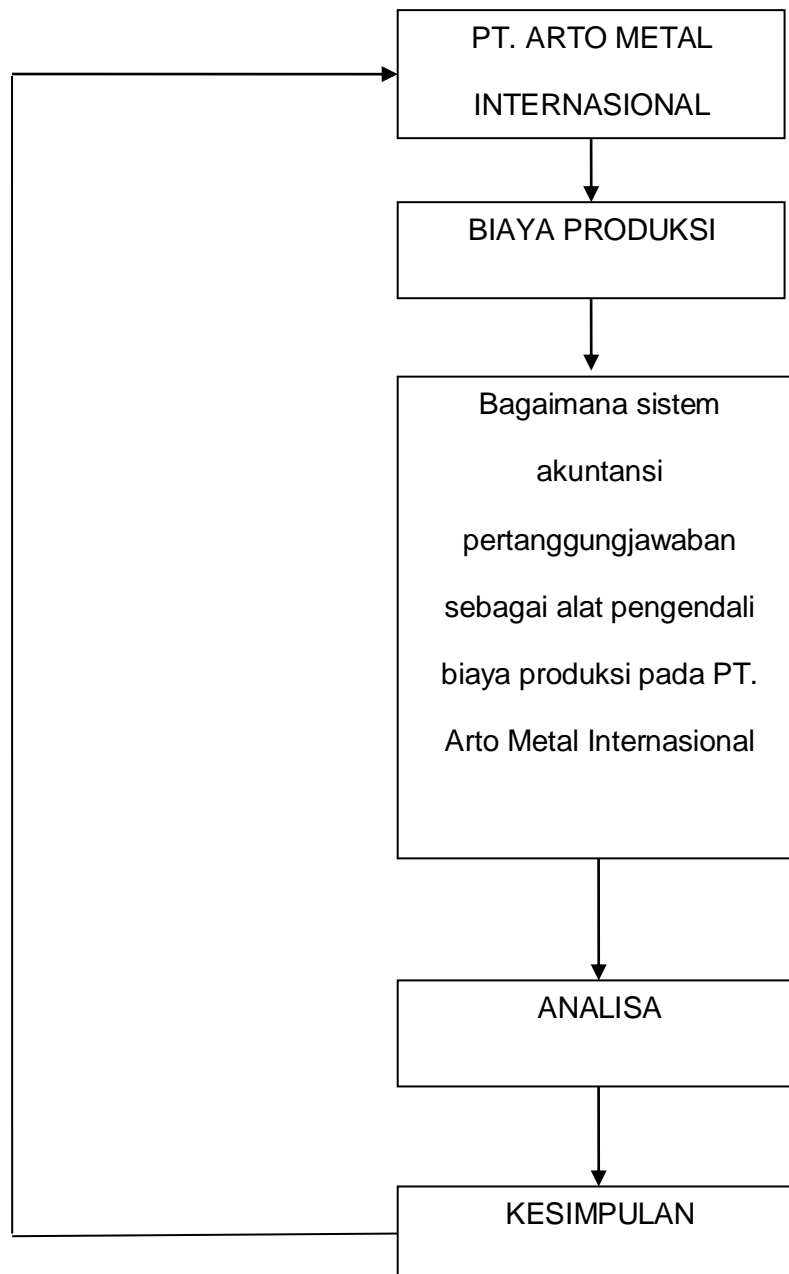 PT. ARTO METAL
INTERNASIONAL
BIAYA PRODUKSI
Bagaimana sistem
akuntansi
pertanggungjawaban
sebagai alat pengendali
biaya produksi pada PT.
Arto Metal Internasional
ANALISA
KESIMPULAN